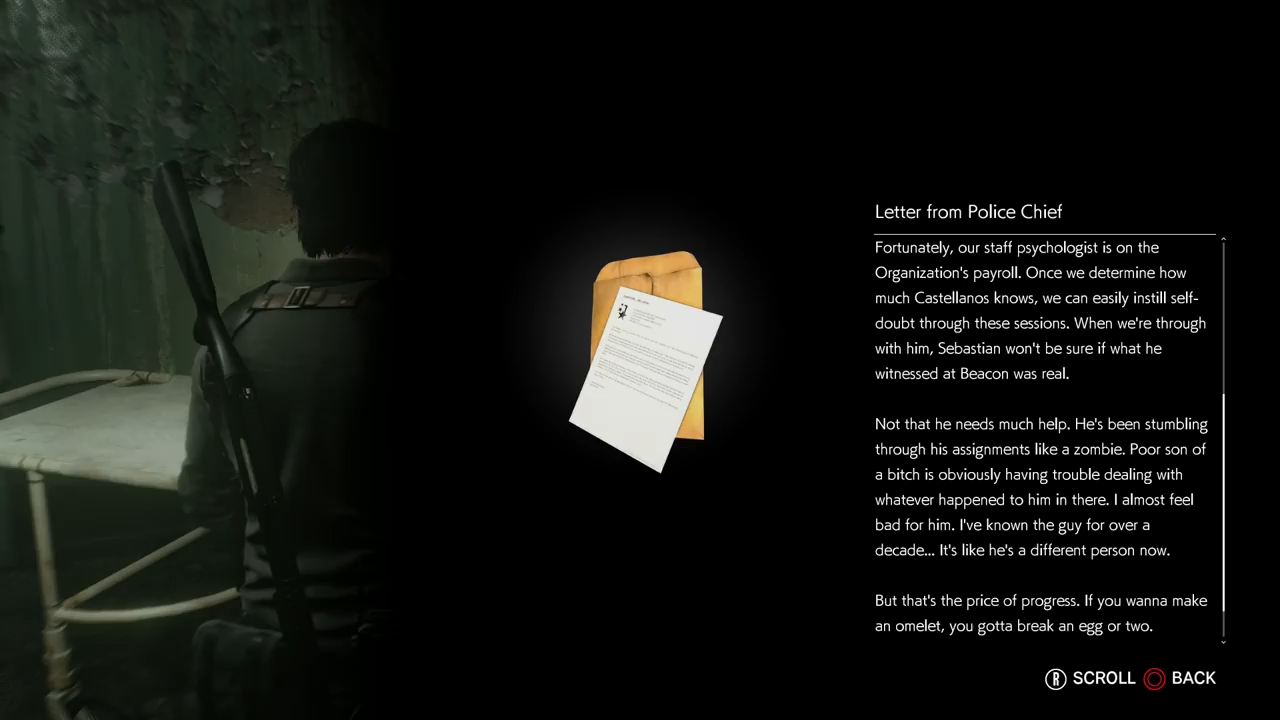 Letter from Police Chief
Fortunately, our staff psychologist is on the
Organization's payroll. Once we determine how
much Castellanos knows, we can easily instill self-
doubt through these sessions. When we're through
with him, Sebastian won't be sure if what he
witnessed at Beacon was real.
Not that he needs much help. He's been stumbling
through his assignments like a zombie. Poor son of
a bitch is obviously having trouble dealing with
whatever happened to him in there. I almost feel
bad for him. I've known the guy for over a
decade... It's like he's a different person now.
But that's the price of progress. If you wanna make
an omelet, you gotta break an egg or two.
R SCROLL BACK